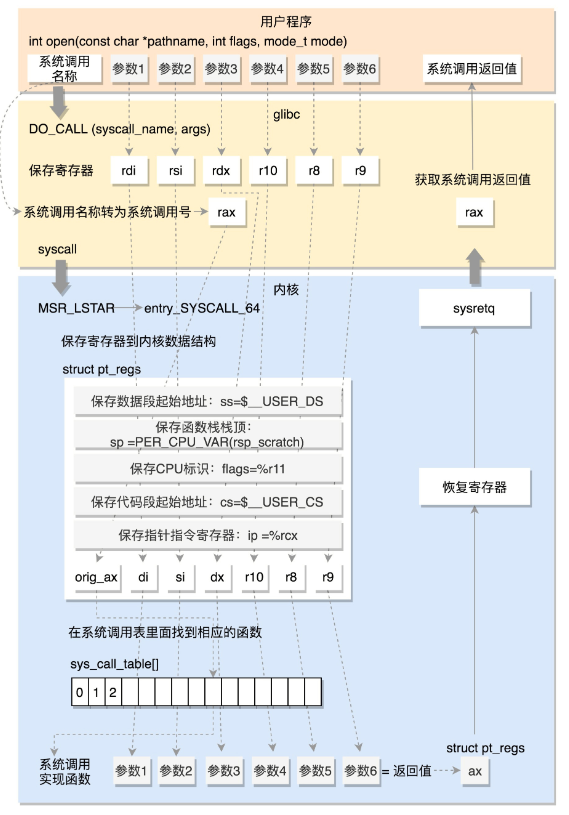 用户程序
int open(const char *pathname, int flags, mode_t mode)
系统调用
名称
参数1
参数2
参数3
参数4
参数5
参数6
系统调用返回值
glibc
DO_CALL (syscall_name, args)
保存寄存器
rdi
rsi
rdx
r10
r8
r9
获取系统调用返回值
系统调用名称转为系统调用号
rax
rax
syscall
内核
MSR_LSTAR
entry_SYSCALL_64
sysretq
保存寄存器到内核数据结构
struct pt_regs
保存数据段起始地址：ss=$__USER_DS
保存函数栈栈顶：
sp =PER_CPU_VAR(rsp_scratch)
保存CPU标识：flags=%r11
恢复寄存器
保存代码段起始地址：cs=$__USER_CS
保存指针指令寄存器：ip =%rcx
orig_ax
di
si
dx
r10
r8
r9
在系统调用表里面找到相应的函数
sys_call_table[]
0 1 2
struct pt_regs
系统调用
实现函数
参数1
参数2
参数3
参数4
参数5
参数6
= 返回值
ax